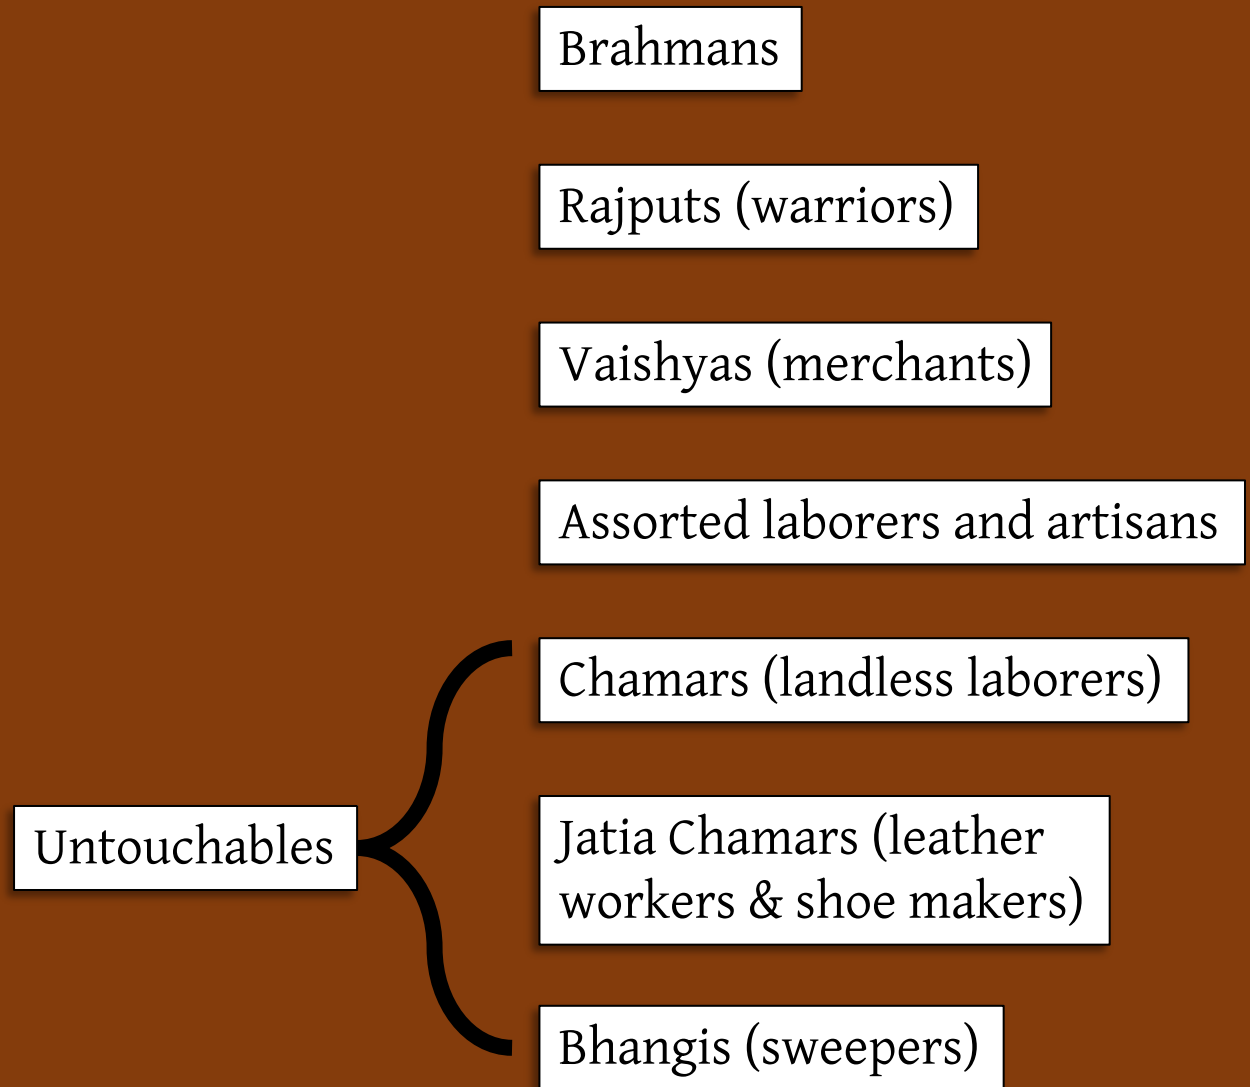 Brahmans
Rajputs (warriors)
Vaishyas (merchants)
Assorted laborers and artisans
Chamars (landless laborers)
Untouchables
Jatia Chamars (leather
workers & shoe makers)
Bhangis (sweepers)